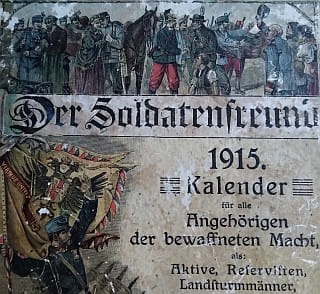 Der Soldatenfreund
1915.
Kalender
für alle
Angehörigen
der bewaffneten Macht,
als:
Aktive, Reservisten,
Landsturmmänner,